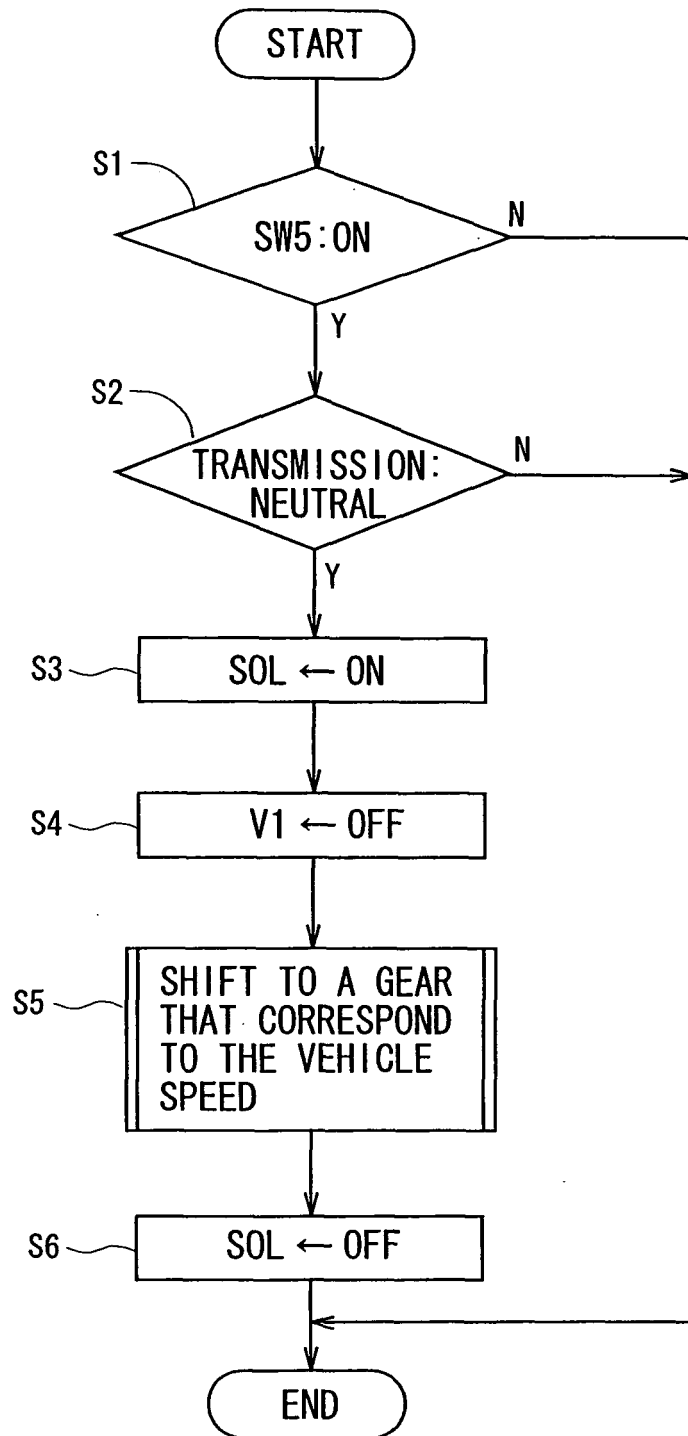 START
S1
SW5:ON
N
Y
S2
TRANSMISSION:
NEUTRAL
N
Y
S3
SOL ← ON
S4
V1 ← OFF
S5
SHIFT TO A GEAR
THAT CORRESPOND
TO THE VEHICLE
SPEED
S6
SOL ← OFF
END